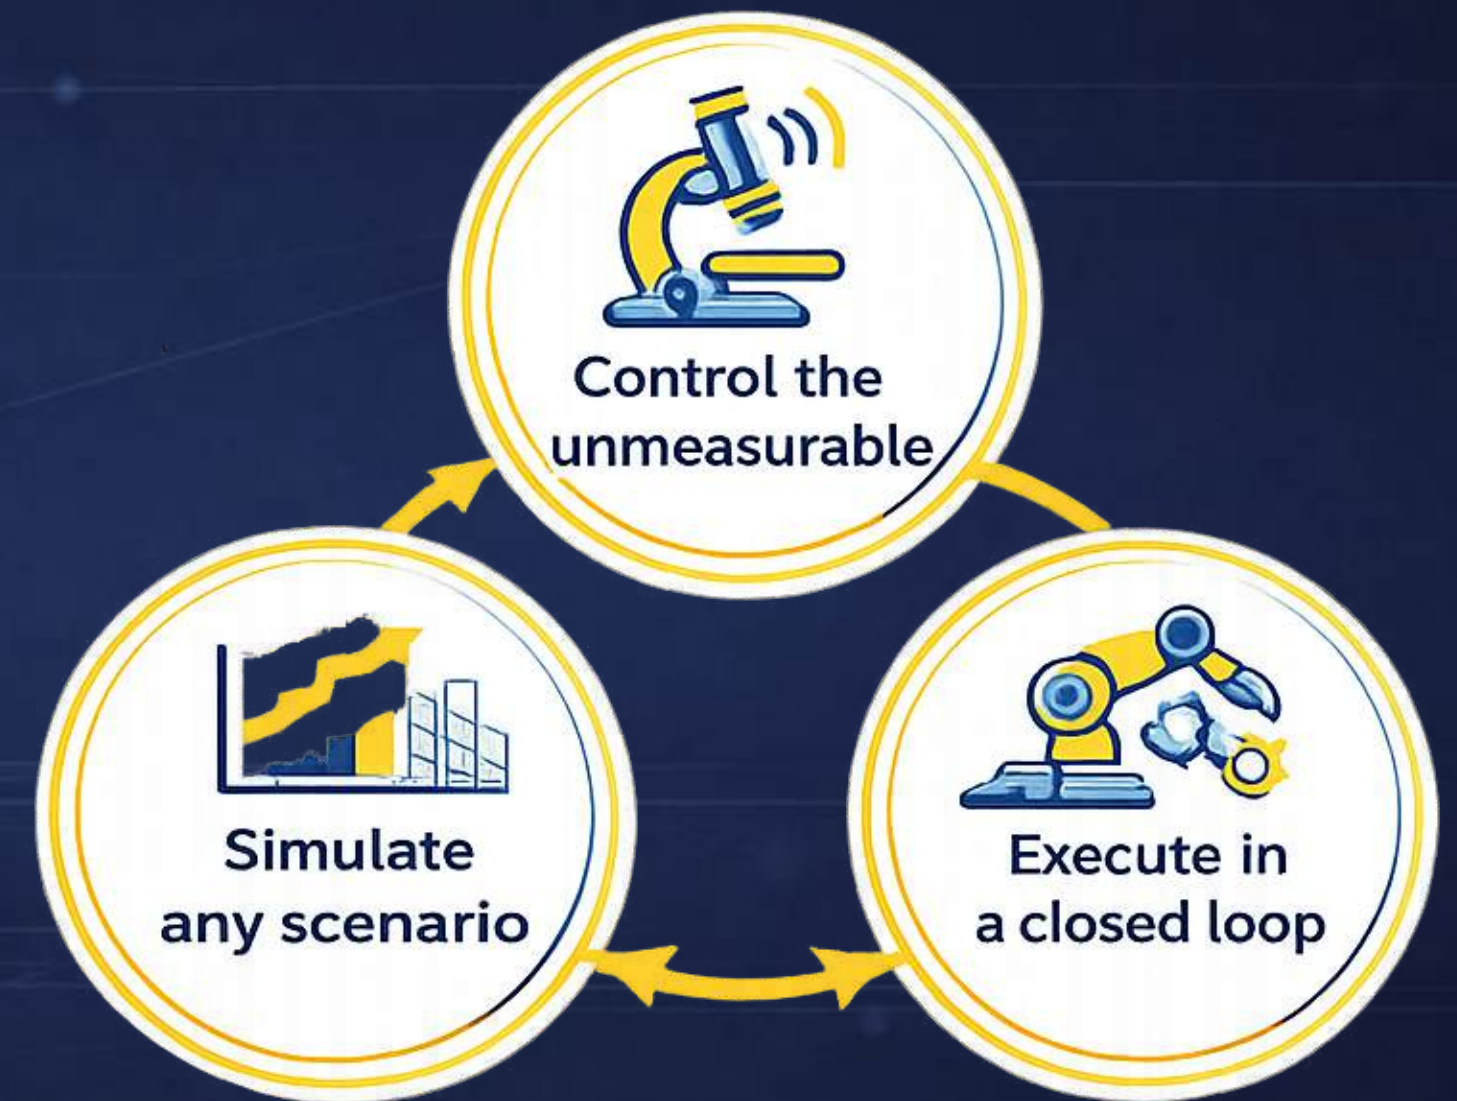 Control the
unmeasurable
Simulate
any scenario
Execute in
a closed loop